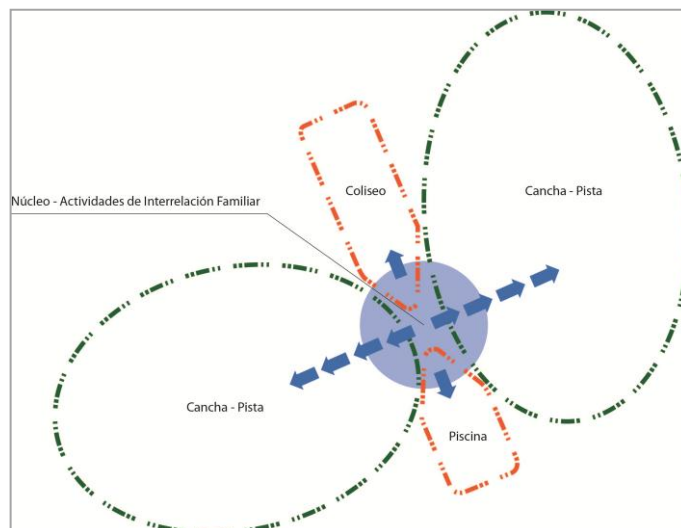 Coliseo
Cancha - Pista
Núcleo - Actividades de Interrelación Familiar
Cancha - Pista
Piscina